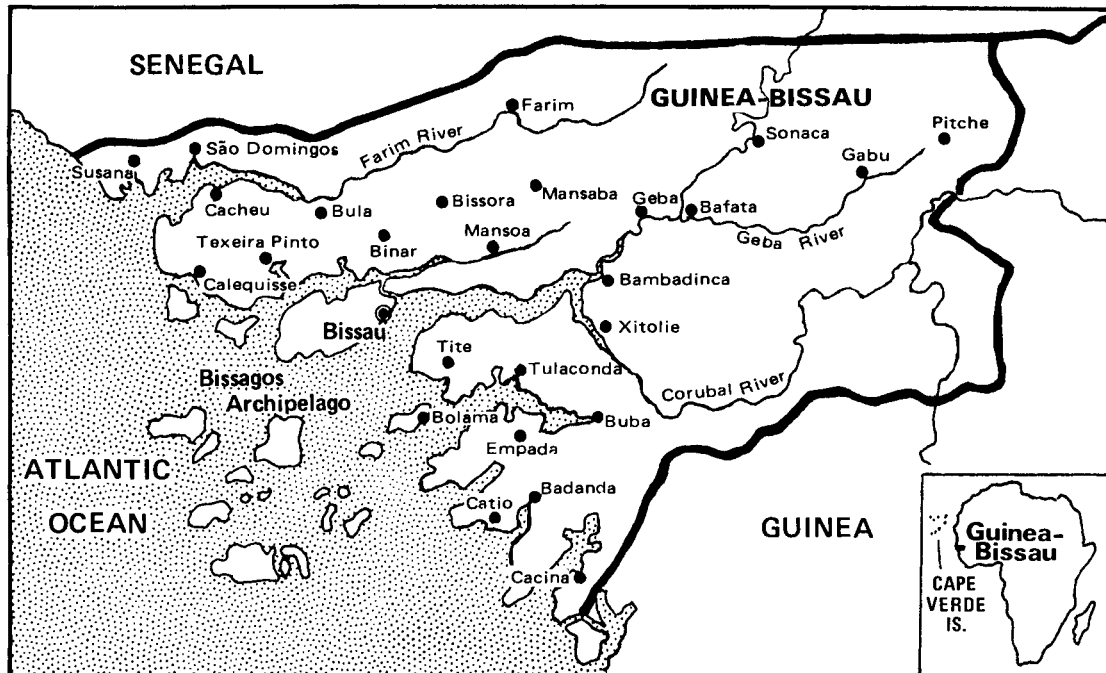 SENEGAL
GUINEA-BISSAU
Farim
Farim River
Sonaca
Pitche
São Domingos
Susana
Gabu
Cacheu
Bula
Bissora
Mansaba
Geba
Bafata
Geba River
Texeira Pinto
Binar
Mansoa
Calequisse
Bambadinca
Bissau
Xitolie
Tite
Tulaconda
Corubal River
Bissagos
Archipelago
Bolama
Buba
Empada
ATLANTIC
OCEAN
Badanda
Catio
GUINEA
Cacina
Guinea-
Bissau
CAPE
VERDE
IS.